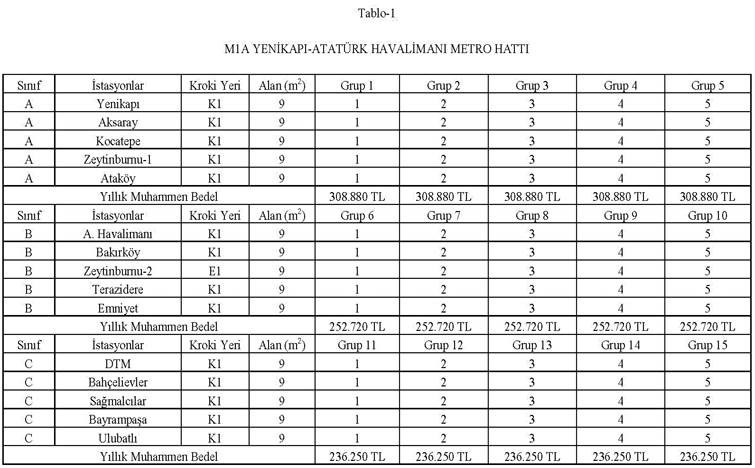 Tablo-1
M1A YENİKAPI-ATATÜRK HAVALİMANI METRO HATTI
Sınıf İstasyonlar Kroki Yeri Alan (m²) Grup 1 Grup 2 Grup 3 Grup 4 Grup 5
A Yenikapı K1 9 1 2 3 4 5
A Aksaray K1 9 1 2 3 4 5
A Kocatepe K1 9 1 2 3 4 5
A Zeytinburnu-1 K1 9 1 2 3 4 5
A Ataköy K1 9 1 2 3 4 5
Yıllık Muhammen Bedel 308.880 TL 308.880 TL 308.880 TL 308.880 TL 308.880 TL
Sınıf İstasyonlar Kroki Yeri Alan (m²) Grup 6 Grup 7 Grup 8 Grup 9 Grup 10
B A. Havalimanı K1 9 1 2 3 4 5
B Bakırköy K1 9 1 2 3 4 5
B Zeytinburnu-2 E1 9 1 2 3 4 5
B Terazidere K1 9 1 2 3 4 5
B Emniyet K1 9 1 2 3 4 5
Yıllık Muhammen Bedel 252.720 TL 252.720 TL 252.720 TL 252.720 TL 252.720 TL
Sınıf İstasyonlar Kroki Yeri Alan (m²) Grup 11 Grup 12 Grup 13 Grup 14 Grup 15
C DTM K1 9 1 2 3 4 5
C Bahçelievler K1 9 1 2 3 4 5
C Sağmalcılar K1 9 1 2 3 4 5
C Bayrampaşa K1 9 1 2 3 4 5
C Ulubatlı K1 9 1 2 3 4 5
Yıllık Muhammen Bedel 236.250 TL 236.250 TL 236.250 TL 236.250 TL 236.250 TL